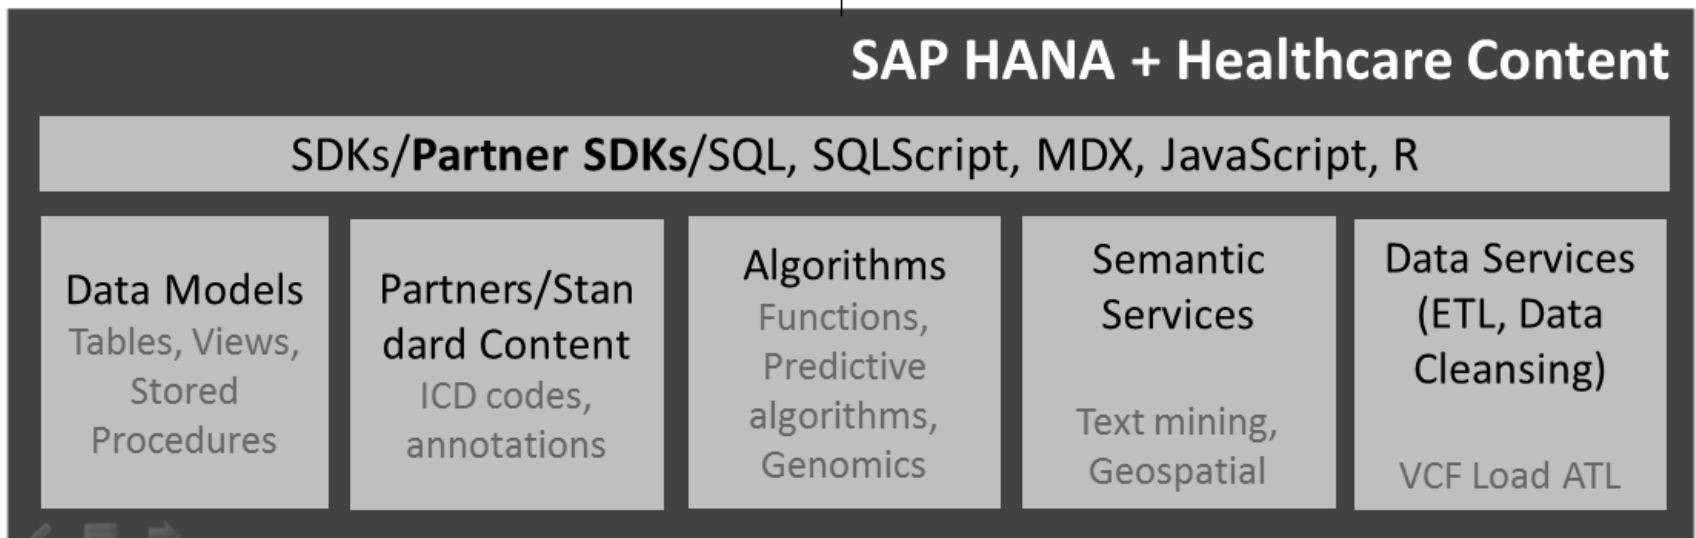 SAP HANA + Healthcare Content
SDKs/Partner SDKs/SQL, SQLScript, MDX, JavaScript, R
Data Models
Tables, Views,
Stored
Procedures
Partners/Stan
dard Content
ICD codes,
annotations
Algorithms
Functions,
Predictive
algorithms,
Genomics
Semantic
Services
Text mining,
Geospatial
Data Services
(ETL, Data
Cleansing)
VCF Load ATL